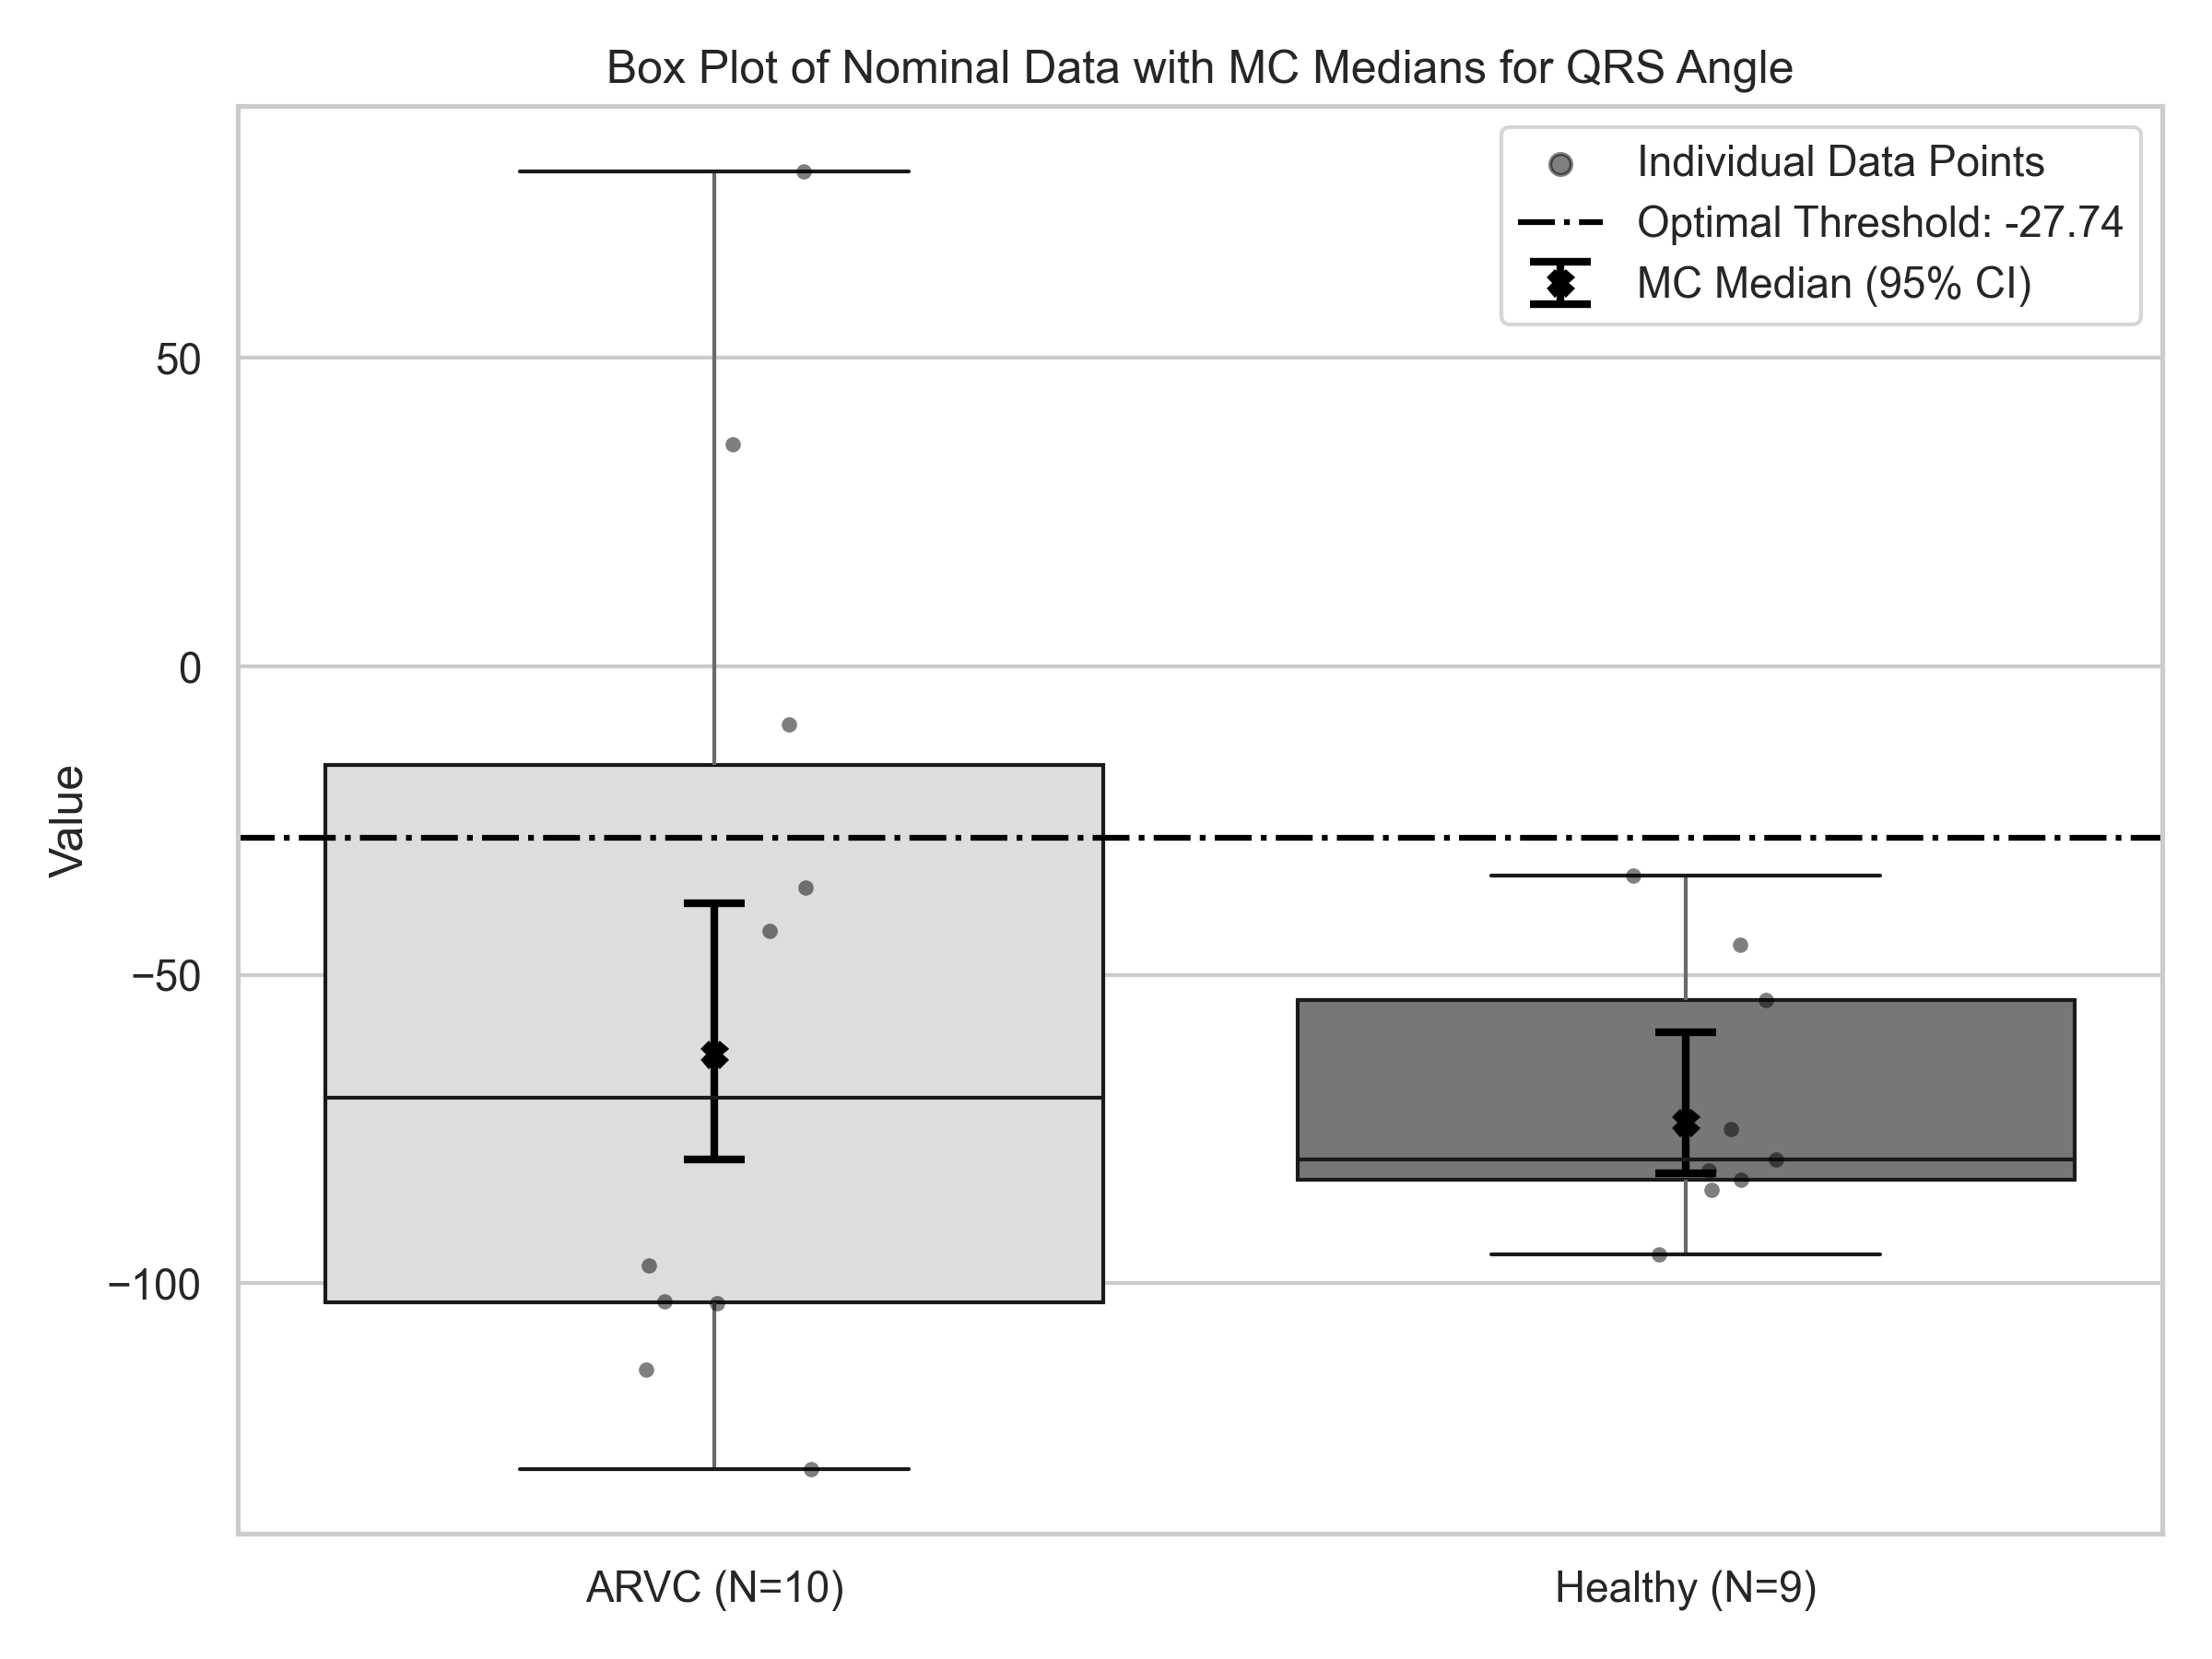 Box Plot of Nominal Data with MC Medians for QRS Angle
Individual Data Points
Optimal Threshold: -27.74
MC Median (95% CI)
50
0
−50
−100
Value
ARVC (N=10)
Healthy (N=9)